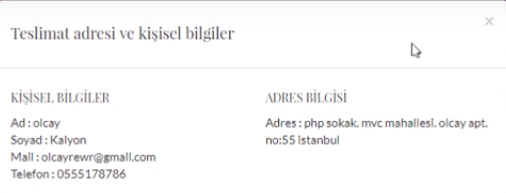 Teslimat adresi ve kişisel bilgiler
×
KİŞİSEL BİLGİLER
Ad : olcay
Soyad : Kalyon
Mail : olcayrewr@gmail.com
Telefon : 0555178786
ADRES BİLGİSİ
Adres : php sokak. mvc mahallesi. olcay apt.
no:55 istanbul